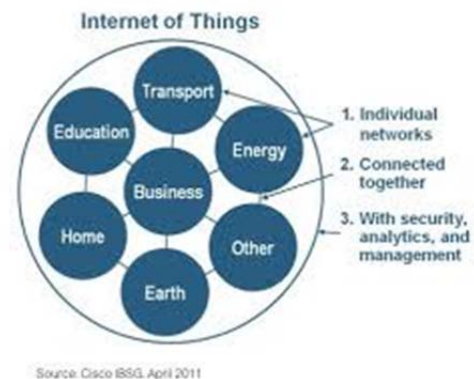 Internet of Things
Transport
Education
Energy
Business
Home
Other
Earth
1. Individual
networks
2. Connected
together
3. With security,
analytics, and
management
Source: Cisco IBSG, April 2011